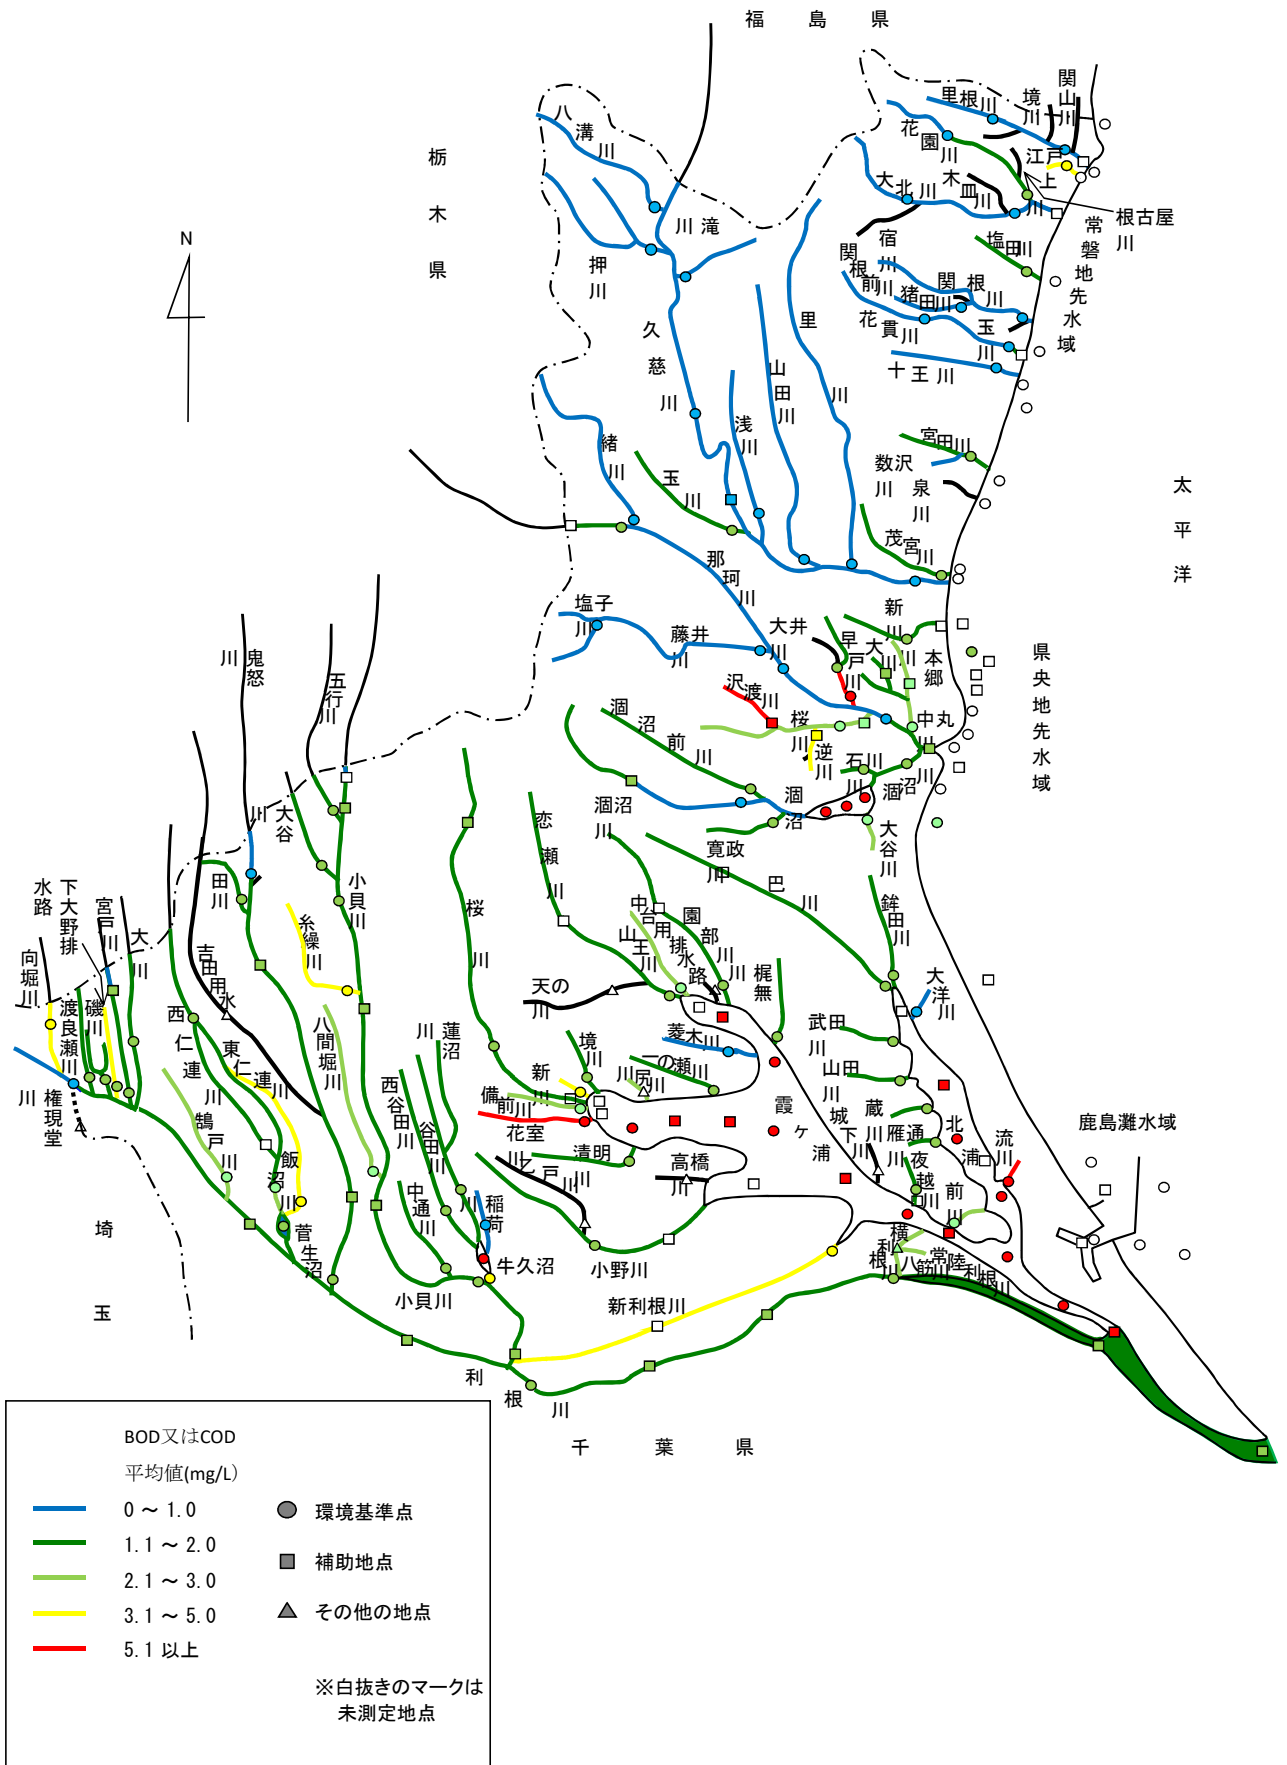 福島県
栃木県
N
八溝川
押川
滝川
久慈川
里根川
境川
関山川
花園川
江戸上川
大北川
木皿川
根古屋川
常磐地先水域
塩田川
宿川
関根前川
猪田川
関根川
花貫川
玉川
十王川
里川
山田川
浅川
緒川
玉川
宮田川
数沢川
泉川
茂宮川
太平洋
那珂川
塩子川
藤井川
大井川
早戸川
大川
新川
本郷
県央地先水域
鬼怒川
五行川
沢渡川
桜川
逆川
中丸川
石川川
涸沼川
涸沼前川
涸沼
涸沼川
大谷川
寛政川
大谷川
恋瀬川
田川
小貝川
糸繰川
桜川
巴川
鉾田川
中台用排水路
園部川
山王川
梶無川
天の川
大洋川
水路
下大野排
宮戸川
大川
向堀川
渡良瀬川
磯川
吉田用水
西仁連川
東仁連川
八間堀川
蓮沼川
西谷田川
谷田川
境川
新川
備前川
花室川
一の瀬川
川尻川
菱木川
武田川
山田川
蔵川
雁通川
城下川
霞ヶ浦
北浦
流川
鹿島灘水域
権現堂川
鵠戸川
飯沼川
菅生沼
中通川
稲荷川
牛久沼
乙戸川
清明川
高橋川
小野川
夜越川
前川
横利根川
八筋川
常陸利根川
小貝川
新利根川
埼玉
利根川
千葉県
BOD又はCOD
平均値(mg/L)
0～1.0
1.1～2.0
2.1～3.0
3.1～5.0
5.1以上
環境基準点
補助地点
その他の地点
※白抜きのマークは
未測定地点